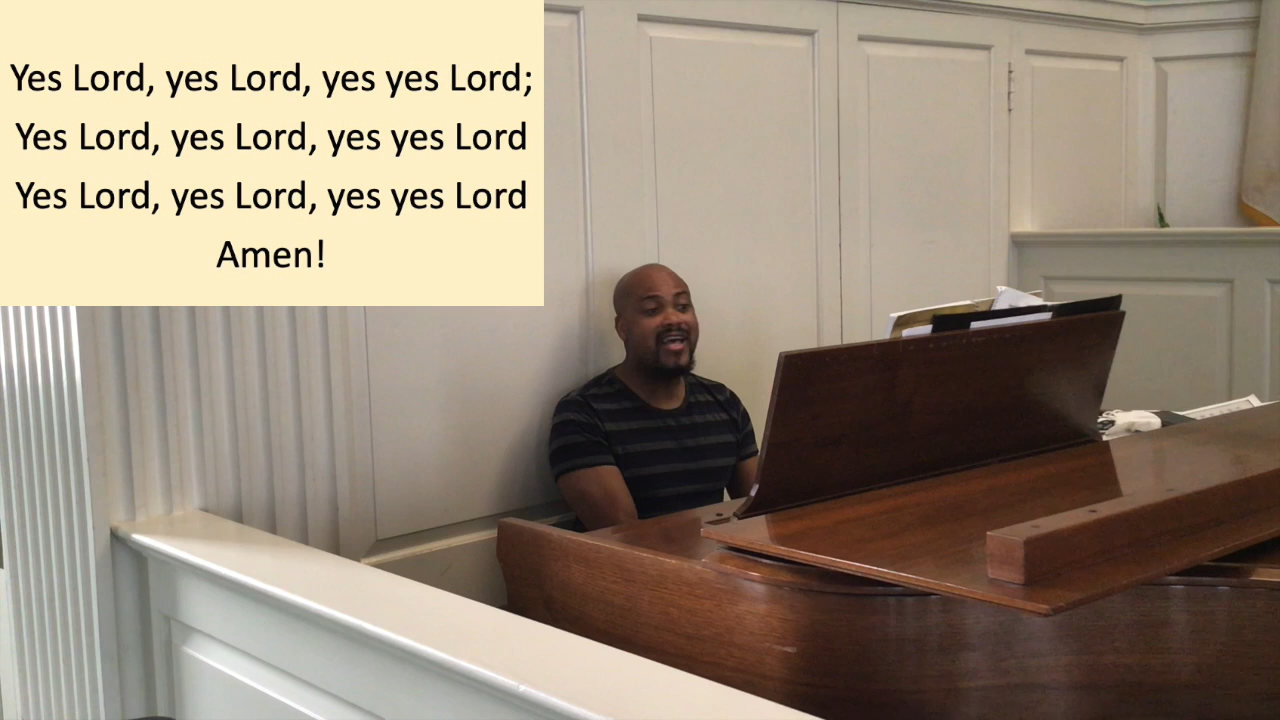 Yes Lord, yes Lord, yes yes Lord;
Yes Lord, yes Lord, yes yes Lord
Yes Lord, yes Lord, yes yes Lord
Amen!